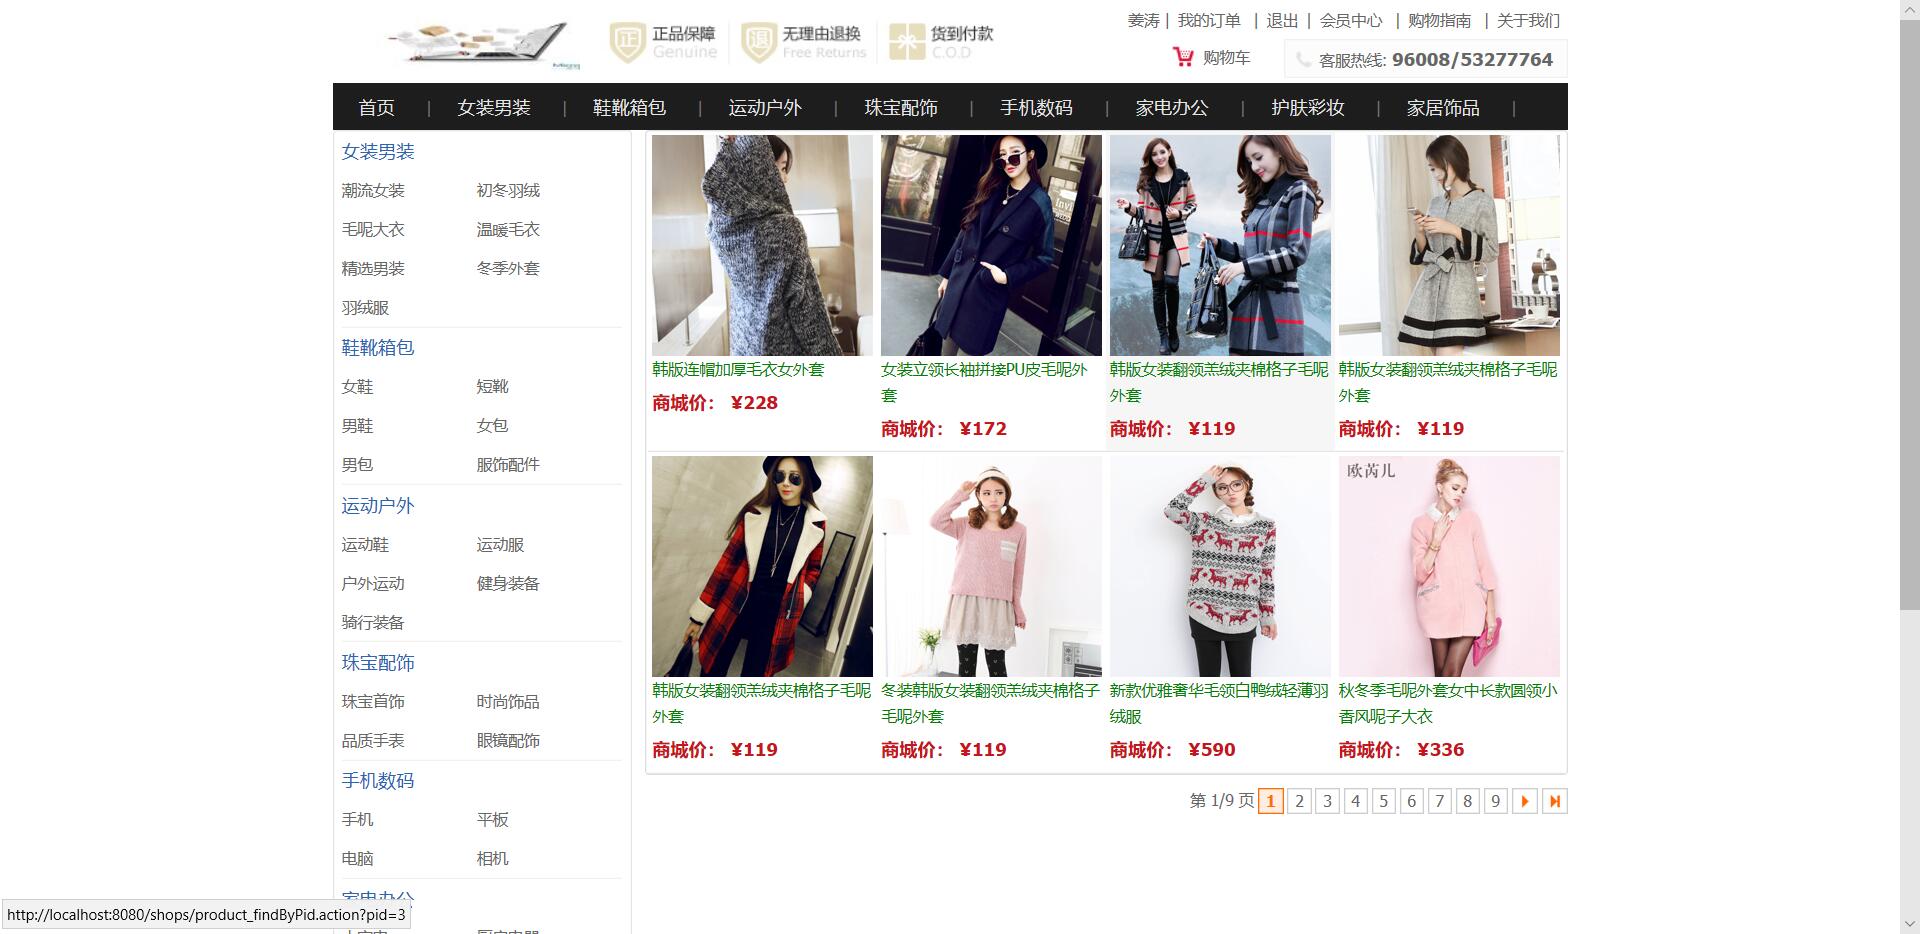 正品保障
Genuine
无理由退换
Free Returns
货到付款
C.O.D
姜涛 | 我的订单 | 退出 | 会员中心 | 购物指南 | 关于我们
购物车
客服热线: 96008/53277764
首页 | 女装男装 | 鞋靴箱包 | 运动户外 | 珠宝配饰 | 手机数码 | 家电办公 | 护肤彩妆 | 家居饰品 |
女装男装
潮流女装 初冬羽绒
毛呢大衣 温暖毛衣
精选男装 冬季外套
羽绒服
鞋靴箱包
女鞋 短靴
男鞋 女包
男包 服饰配件
运动户外
运动鞋 运动服
户外运动 健身装备
骑行装备
珠宝配饰
珠宝首饰 时尚饰品
品质手表 眼镜配饰
手机数码
手机 平板
电脑 相机
家电办公
韩版连帽加厚毛衣女外套
商城价： ¥228
女装立领长袖拼接PU皮毛呢外
套
商城价： ¥172
韩版女装翻领羔绒夹棉格子毛呢
外套
商城价： ¥119
韩版女装翻领羔绒夹棉格子毛呢
外套
商城价： ¥119
韩版女装翻领羔绒夹棉格子毛呢
外套
商城价： ¥119
冬装韩版女装翻领羔绒夹棉格子
毛呢外套
商城价： ¥119
新款优雅奢华毛领白鸭绒轻薄羽
绒服
商城价： ¥590
欧芮儿
秋冬季毛呢外套女中长款圆领小
香风呢子大衣
商城价： ¥336
第 1/9 页 1 2 3 4 5 6 7 8 9
http://localhost:8080/shops/product_findByPid.action?pid=3